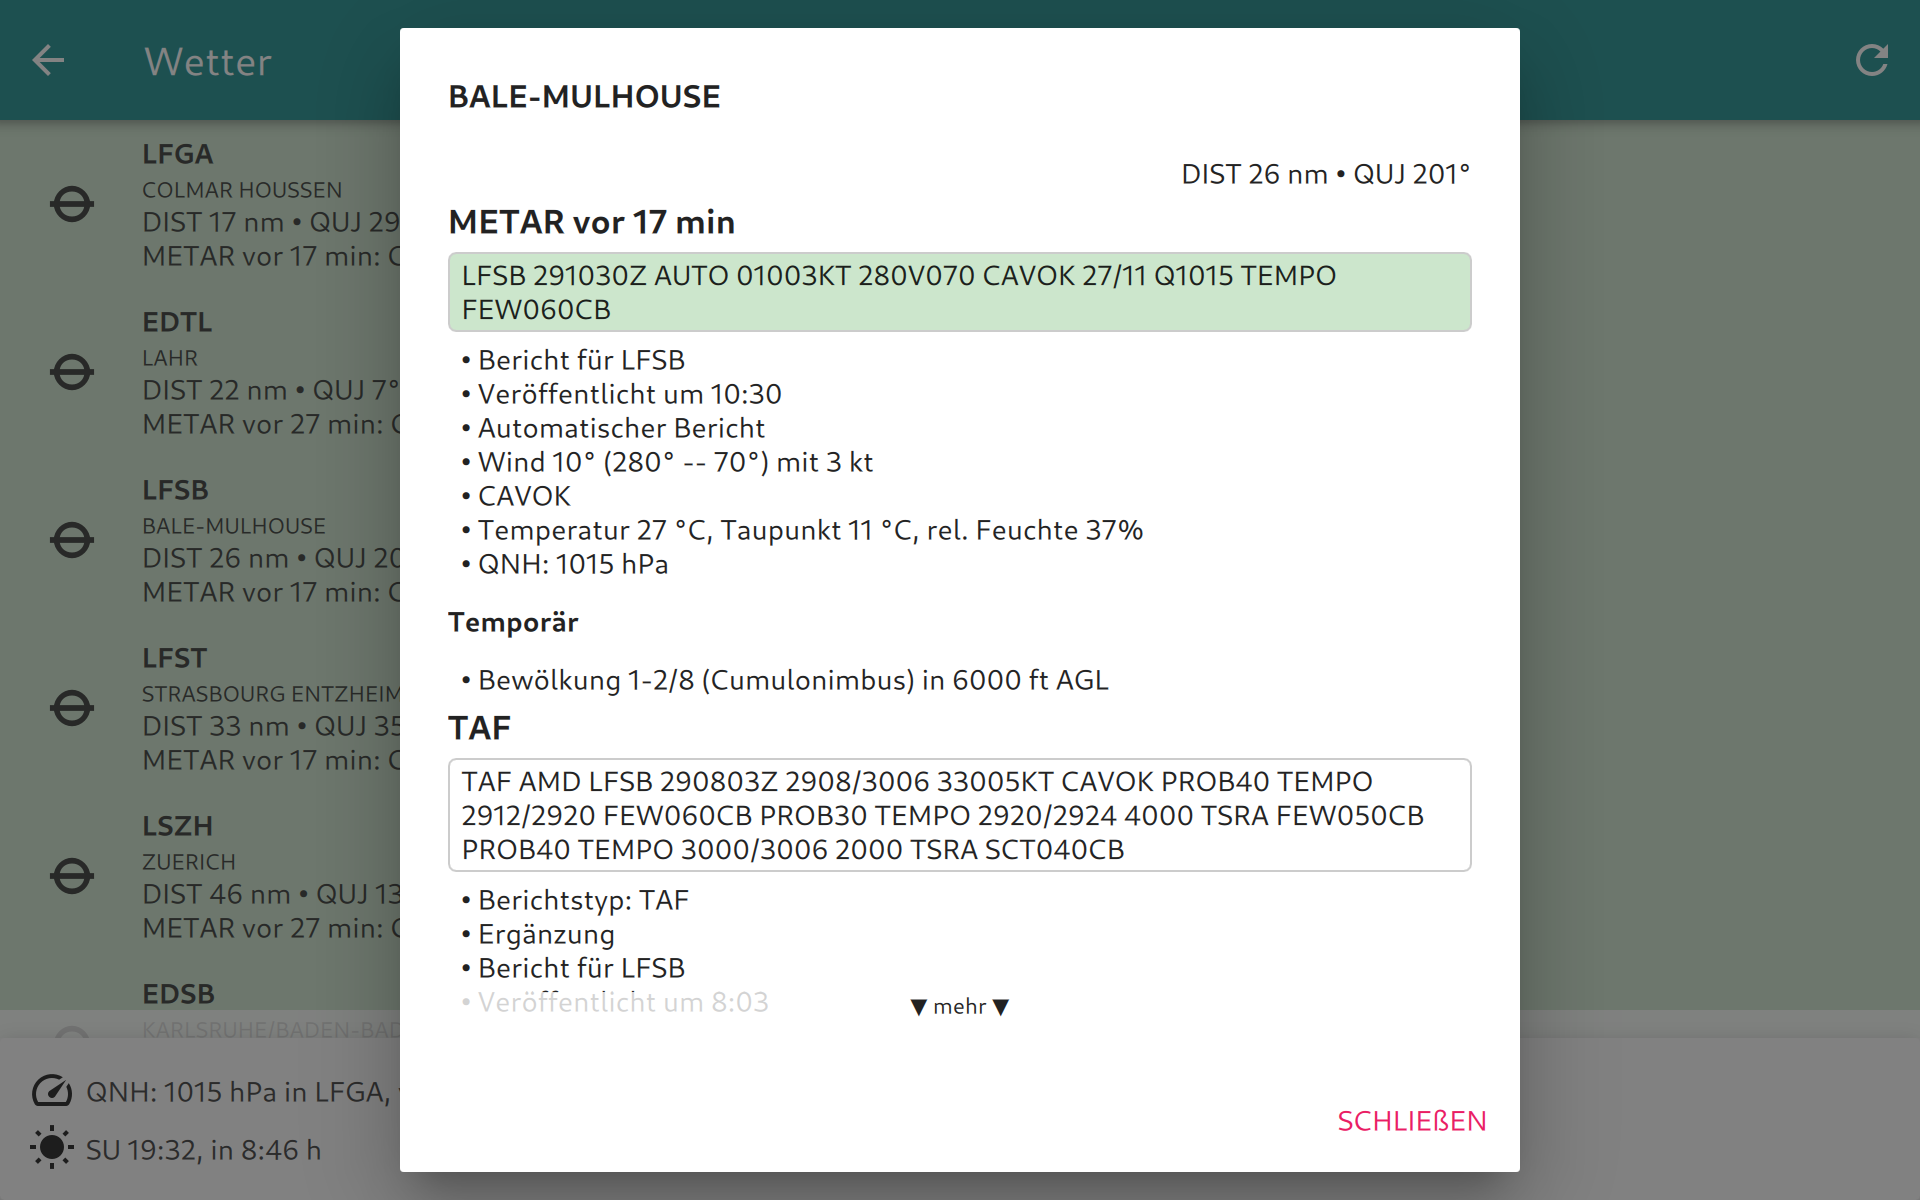 Wetter
LFGA
COLMAR HOUSSEN
DIST 17 nm • QUJ 29
METAR vor 17 min:
EDTL
LAHR
DIST 22 nm • QUJ 7°
METAR vor 27 min:
LFSB
BALE-MULHOUSE
DIST 26 nm • QUJ 20
METAR vor 17 min:
LFST
STRASBOURG ENTZHEIM
DIST 33 nm • QUJ 35
METAR vor 17 min:
LSZH
ZUERICH
DIST 46 nm • QUJ 13
METAR vor 27 min:
EDSB
KARLSRUHE/BADEN-BAD
QNH: 1015 hPa in LFGA,
SU 19:32, in 8:46 h
BALE-MULHOUSE
DIST 26 nm • QUJ 201°
METAR vor 17 min
LFSB 291030Z AUTO 01003KT 280V070 CAVOK 27/11 Q1015 TEMPO
FEW060CB
• Bericht für LFSB
• Veröffentlicht um 10:30
• Automatischer Bericht
• Wind 10° (280° -- 70°) mit 3 kt
• CAVOK
• Temperatur 27 °C, Taupunkt 11 °C, rel. Feuchte 37%
• QNH: 1015 hPa
Temporär
• Bewölkung 1-2/8 (Cumulonimbus) in 6000 ft AGL
TAF
TAF AMD LFSB 290803Z 2908/3006 33005KT CAVOK PROB40 TEMPO
2912/2920 FEW060CB PROB30 TEMPO 2920/2924 4000 TSRA FEW050CB
PROB40 TEMPO 3000/3006 2000 TSRA SCT040CB
• Berichtstyp: TAF
• Ergänzung
• Bericht für LFSB
• Veröffentlicht um 8:03
▼ mehr ▼
SCHLIEẞEN